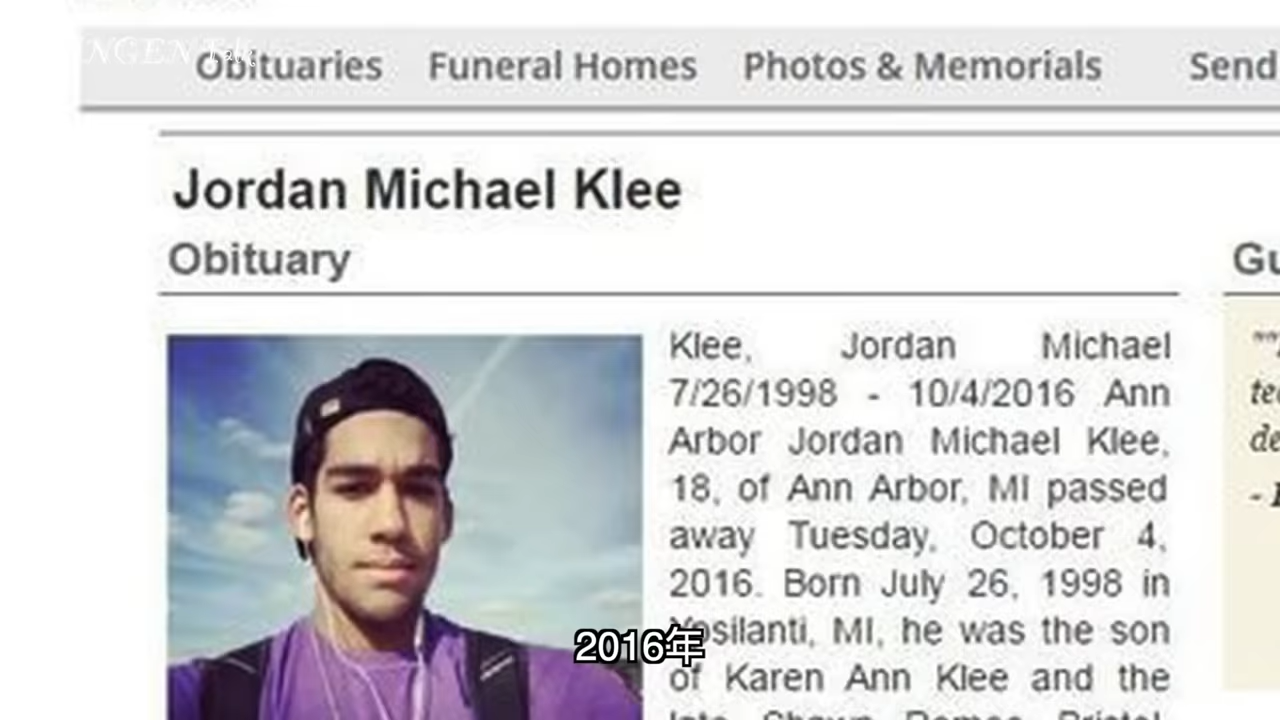 Obituaries Funeral Homes Photos & Memorials Send
Jordan Michael Klee
Obituary
Klee, Jordan Michael
7/26/1998 - 10/4/2016 Ann
Arbor Jordan Michael Klee,
18, of Ann Arbor, MI passed
away Tuesday, October 4,
2016. Born July 26, 1998 in
Ypsilanti, MI, he was the son
of Karen Ann Klee and the
2016年